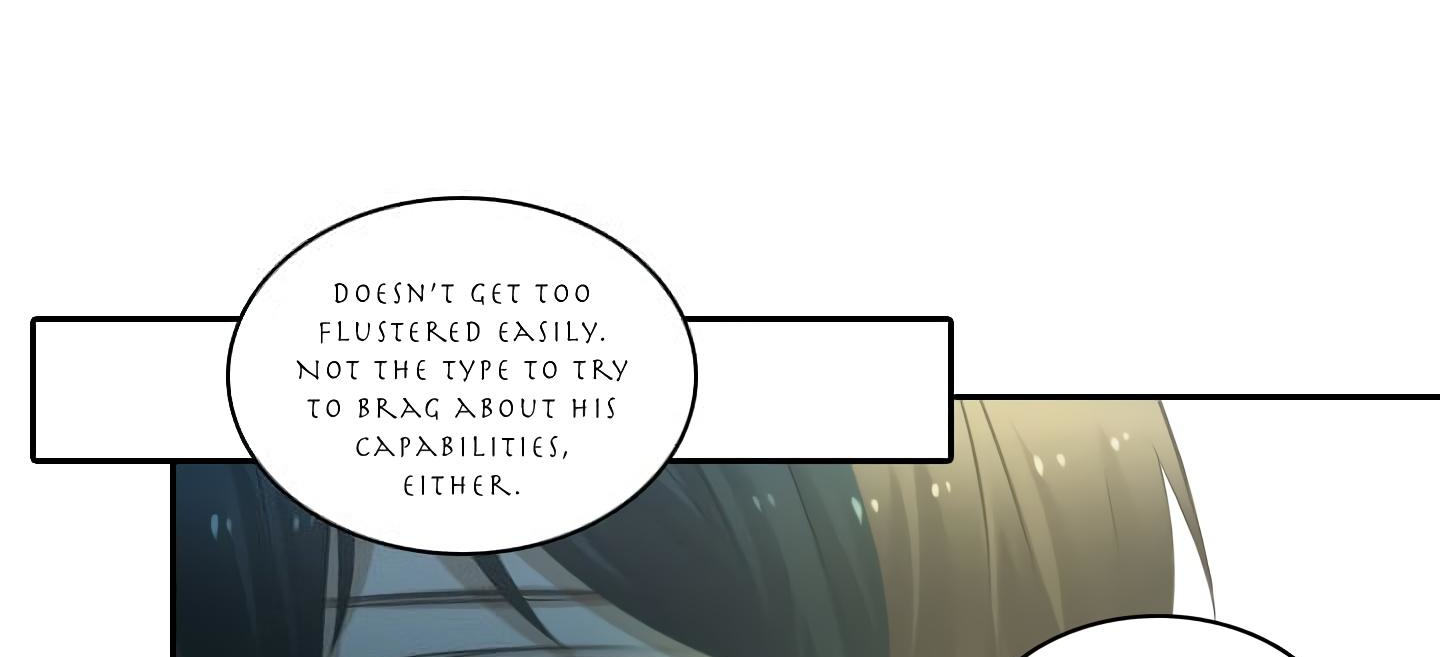 DOESN'T GET TOO
FLUSTERED EASILY.
NOT THE TYPE TO TRY
TO BRAG ABOUT HIS
CAPABILITIES,
EITHER.